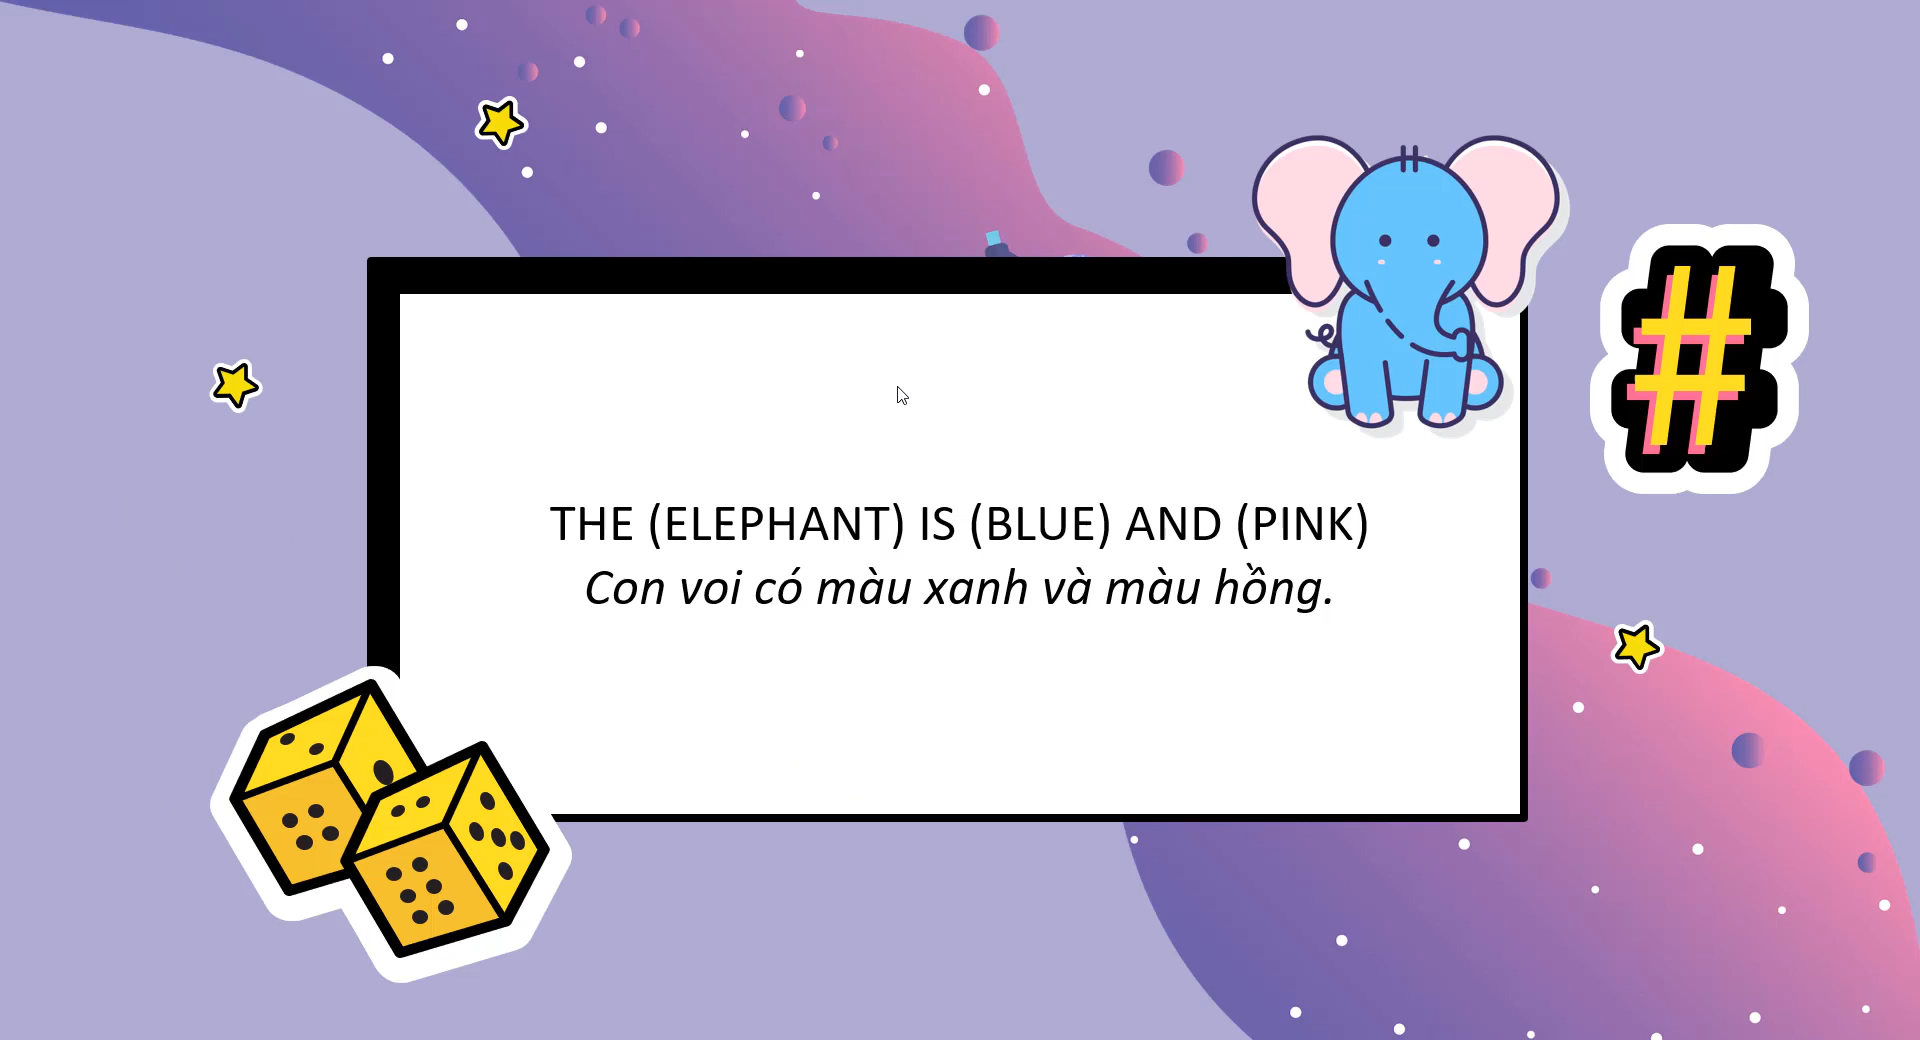 THE (ELEPHANT) IS (BLUE) AND (PINK)
Con voi có màu xanh và màu hồng.
#